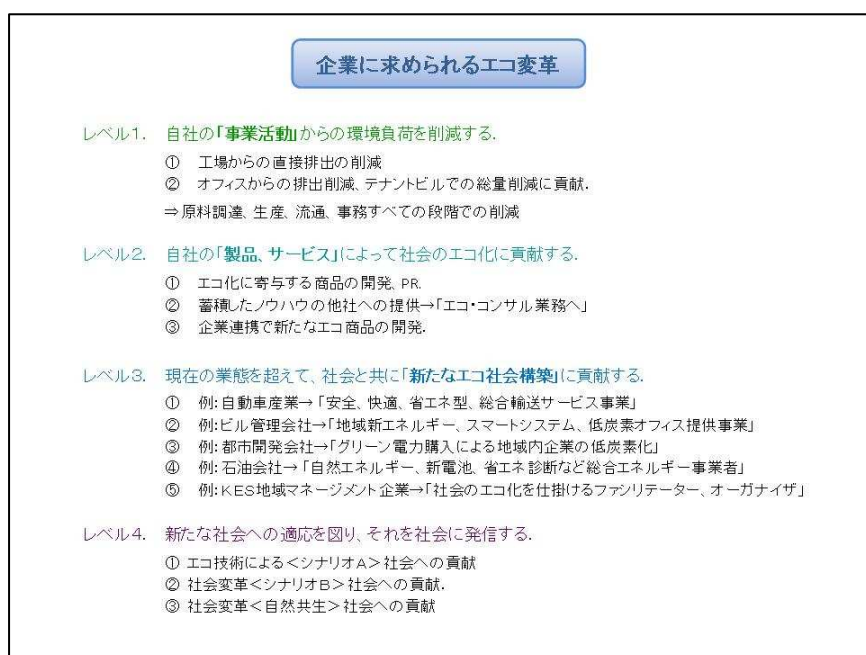 企業に求められるエコ変革
レベル1. 自社の「事業活動」からの環境負荷を削減する.
① 工場からの直接排出の削減
② オフィスからの排出削減、テナントビルでの総量削減に貢献.
⇒原料調達、生産、流通、事務すべての段階での削減
レベル2. 自社の「製品、サービス」によって社会のエコ化に貢献する.
① エコ化に寄与する商品の開発、PR.
② 蓄積したノウハウの他社への提供→「エコ・コンサル業務へ」
③ 企業連携で新たなエコ商品の開発.
レベル3. 現在の業態を超えて、社会と共に「新たなエコ社会構築」に貢献する.
① 例:自動車産業→「安全、快適、省エネ型、総合輸送サービス事業」
② 例:ビル管理会社→「地域新エネルギー、スマートシステム、低炭素オフィス提供事業」
③ 例:都市開発会社→「グリーン電力購入による地域内企業の低炭素化」
④ 例:石油会社→「自然エネルギー、新電池、省エネ診断など総合エネルギー事業者」
⑤ 例:KES地域マネージメント企業→「社会のエコ化を仕掛けるファシリテーター、オーガナイザ」
レベル4. 新たな社会への適応を図り、それを社会に発信する.
① エコ技術による<シナリオA>社会への貢献
② 社会変革<シナリオB>社会への貢献.
③ 社会変革<自然共生>社会への貢献